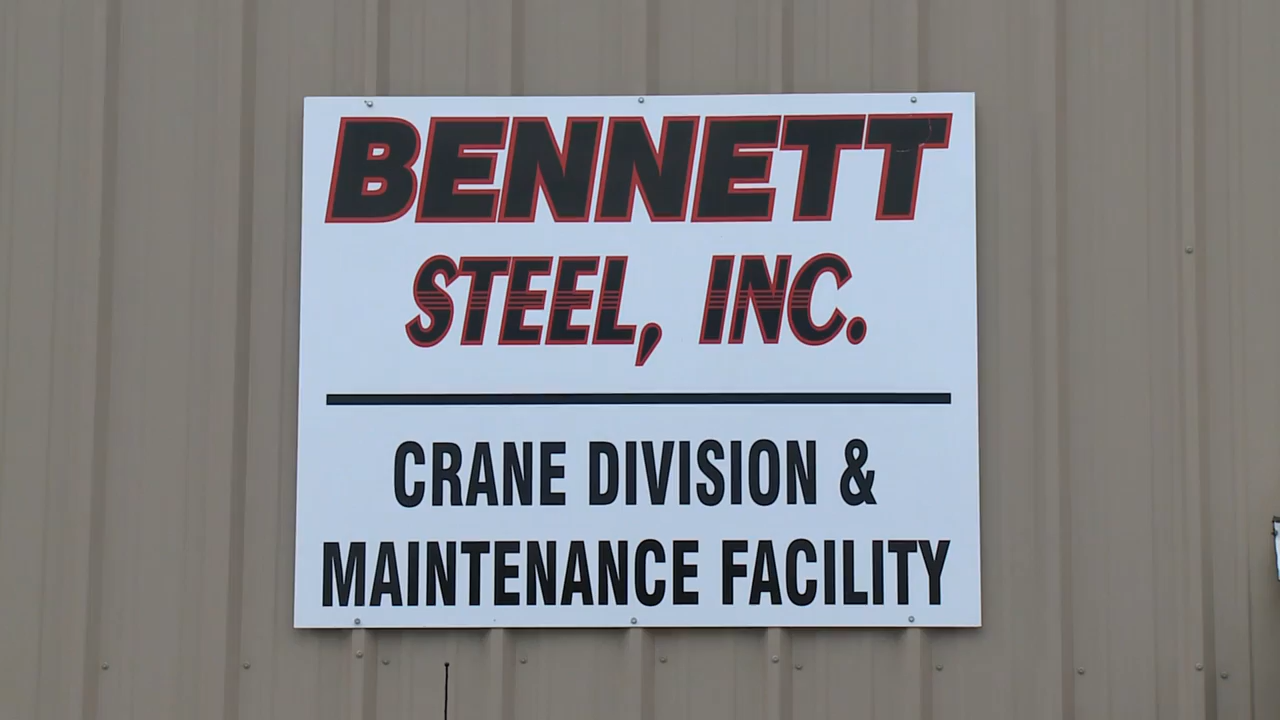 BENNETT
STEEL, INC.
CRANE DIVISION &
MAINTENANCE FACILITY